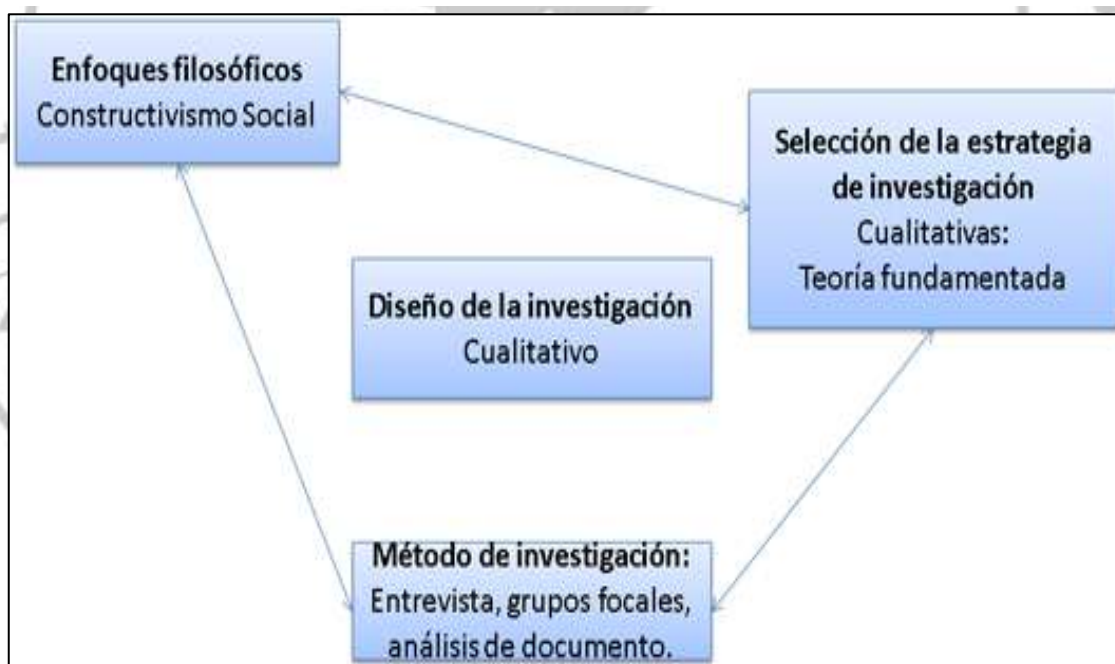 Enfoques filosóficos
Constructivismo Social
Selección de la estrategia
de investigación
Cualitativas:
Teoría fundamentada
Diseño de la investigación
Cualitativo
Método de investigación:
Entrevista, grupos focales,
análisis de documento.